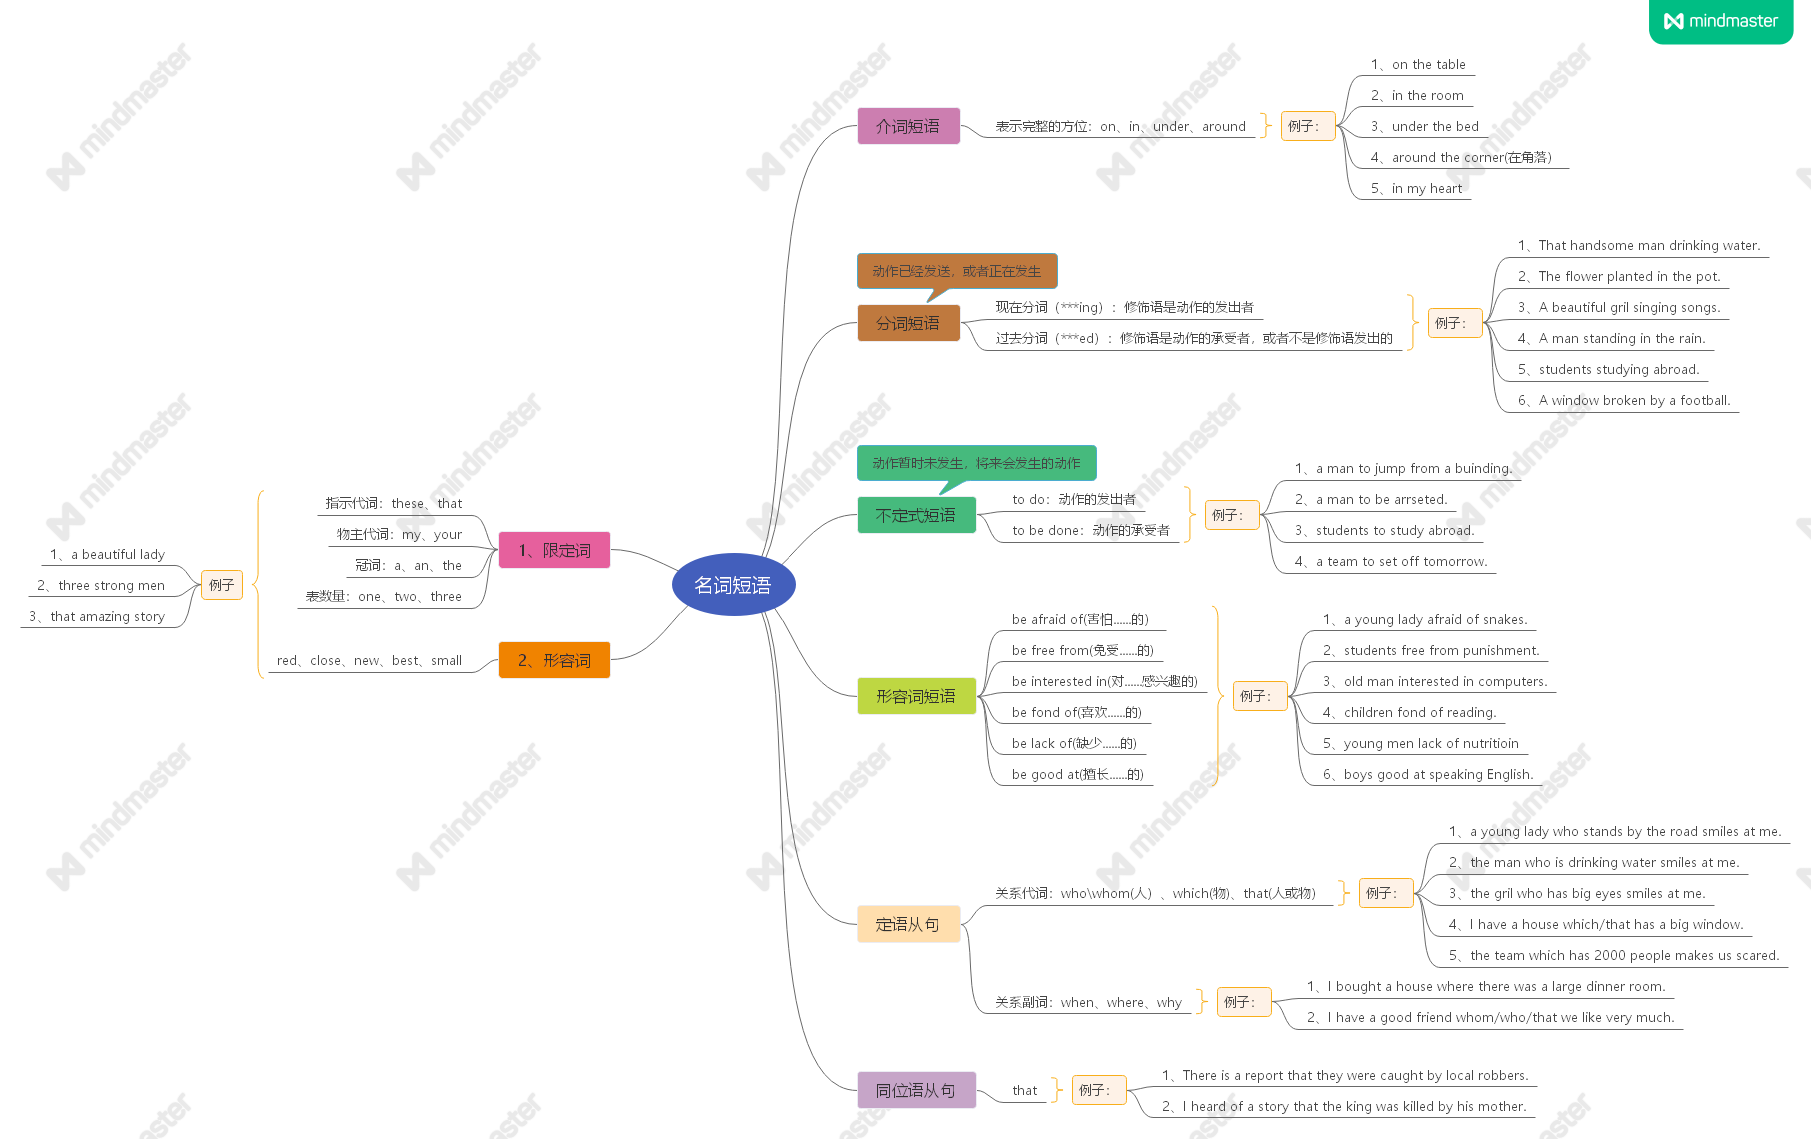 mindmaster
名词短语
1、限定词
指示代词：these、that
物主代词：my、your
冠词：a、an、the
表数量：one、two、three
2、形容词
red、close、new、best、small
例子
1、a beautiful lady
2、three strong men
3、that amazing story
介词短语
表示完整的方位：on、in、under、around
例子：
1、on the table
2、in the room
3、under the bed
4、around the corner(在角落）
5、in my heart
动作已经发送，或者正在发生
分词短语
现在分词（***ing）：修饰语是动作的发出者
过去分词（***ed）：修饰语是动作的承受者，或者不是修饰语发出的
例子：
1、That handsome man drinking water.
2、The flower planted in the pot.
3、A beautiful gril singing songs.
4、A man standing in the rain.
5、students studying abroad.
6、A window broken by a football.
动作暂时未发生，将来会发生的动作
不定式短语
to do：动作的发出者
to be done：动作的承受者
例子：
1、a man to jump from a buinding.
2、a man to be arrseted.
3、students to study abroad.
4、a team to set off tomorrow.
形容词短语
be afraid of(害怕......的)
be free from(免受......的)
be interested in(对......感兴趣的)
be fond of(喜欢......的)
be lack of(缺少......的)
be good at(擅长......的)
例子：
1、a young lady afraid of snakes.
2、students free from punishment.
3、old man interested in computers.
4、children fond of reading.
5、young men lack of nutritioin
6、boys good at speaking English.
定语从句
关系代词：who\whom(人）、which(物)、that(人或物)
例子：
1、a young lady who stands by the road smiles at me.
2、the man who is drinking water smiles at me.
3、the gril who has big eyes smiles at me.
4、I have a house which/that has a big window.
5、the team which has 2000 people makes us scared.
关系副词：when、where、why
例子：
1、I bought a house where there was a large dinner room.
2、I have a good friend whom/who/that we like very much.
同位语从句
that
例子：
1、There is a report that they were caught by local robbers.
2、I heard of a story that the king was killed by his mother.